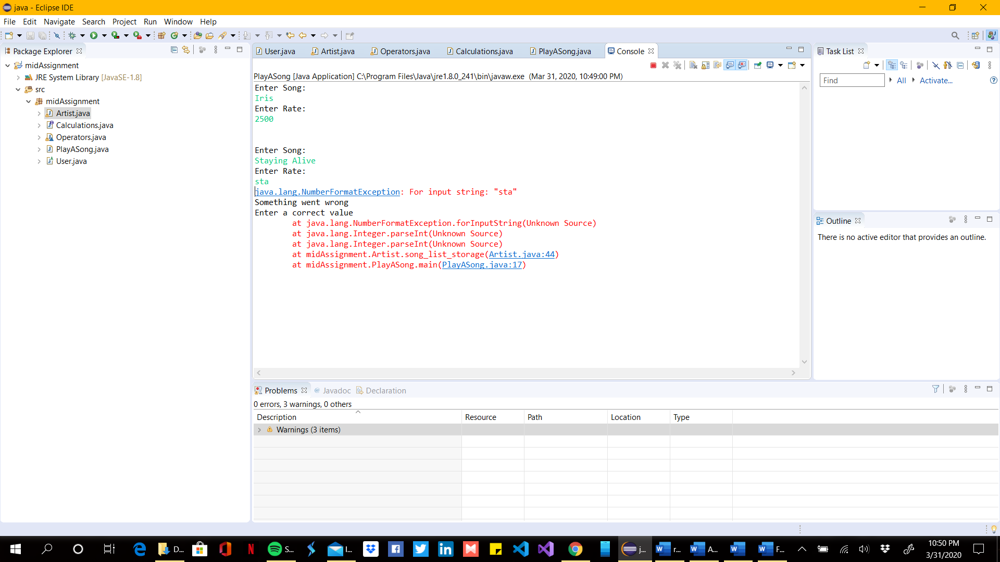 java - Eclipse IDE
File Edit Navigate Search Project Run Window Help
Package Explorer
midAssignment
JRE System Library [JavaSE-1.8]
src
midAssignment
Artist.java
Calculations.java
Operators.java
PlayASong.java
User.java
User.java Artist.java Operators.java Calculations.java PlayASong.java Console
PlayASong [Java Application] C:\Program Files\Java\jre1.8.0_241\bin\javaw.exe (Mar 31, 2020, 10:49:00 PM)
Enter Song:
Iris
Enter Rate:
2500
Enter Song:
Staying Alive
Enter Rate:
sta
java.lang.NumberFormatException: For input string: "sta"
Something went wrong
Enter a correct value
at java.lang.NumberFormatException.forInputString(Unknown Source)
at java.lang.Integer.parseInt(Unknown Source)
at java.lang.Integer.parseInt(Unknown Source)
at midAssignment.Artist.song_list_storage(Artist.java:44)
at midAssignment.PlayASong.main(PlayASong.java:17)
Task List
Find All Activate...
Outline
There is no active editor that provides an outline.
Problems @ Javadoc Declaration
0 errors, 3 warnings, 0 others
Description Resource Path Location Type
Warnings (3 items)
D... S... I... j... r... A... F...
10:50 PM
3/31/2020